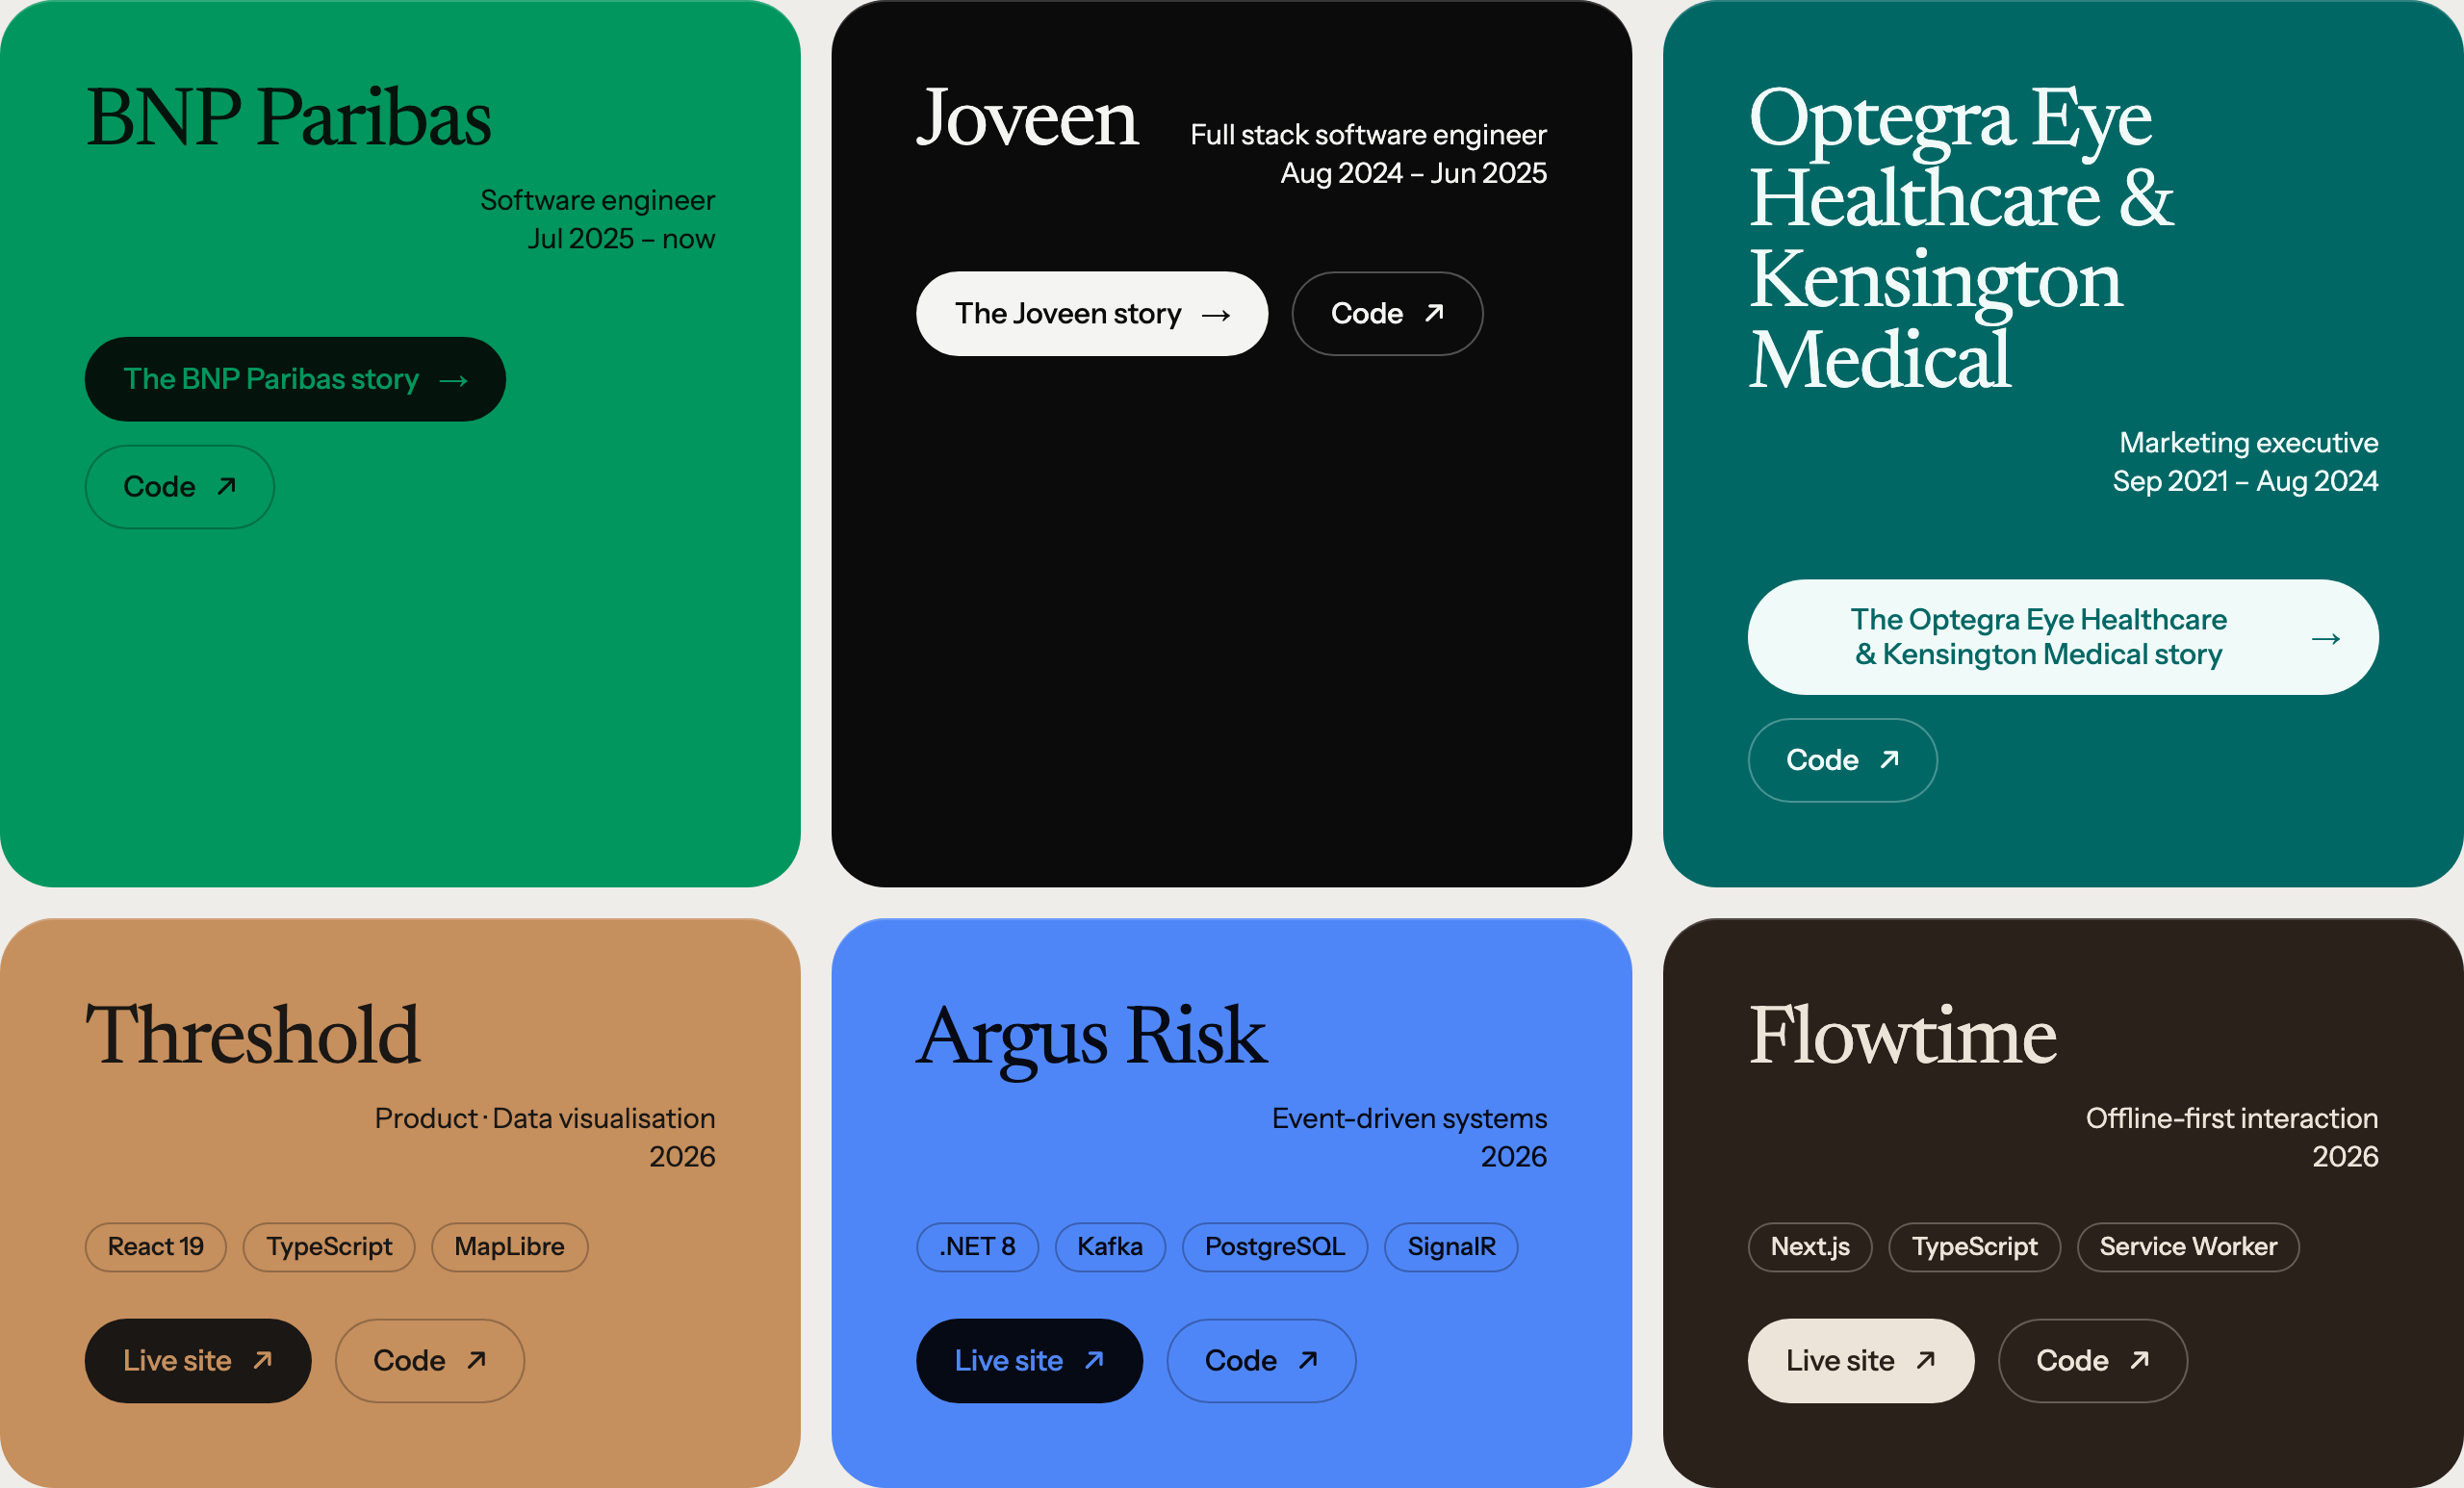 BNP Paribas
Software engineer
Jul 2025 – now
The BNP Paribas story →
Code ↗
Joveen
Full stack software engineer
Aug 2024 – Jun 2025
The Joveen story →
Code ↗
Optegra Eye
Healthcare &
Kensington
Medical
Marketing executive
Sep 2021 – Aug 2024
The Optegra Eye Healthcare
& Kensington Medical story →
Code ↗
Threshold
Product · Data visualisation
2026
React 19 TypeScript MapLibre
Live site ↗ Code ↗
Argus Risk
Event-driven systems
2026
.NET 8 Kafka PostgreSQL SignalR
Live site ↗ Code ↗
Flowtime
Offline-first interaction
2026
Next.js TypeScript Service Worker
Live site ↗ Code ↗